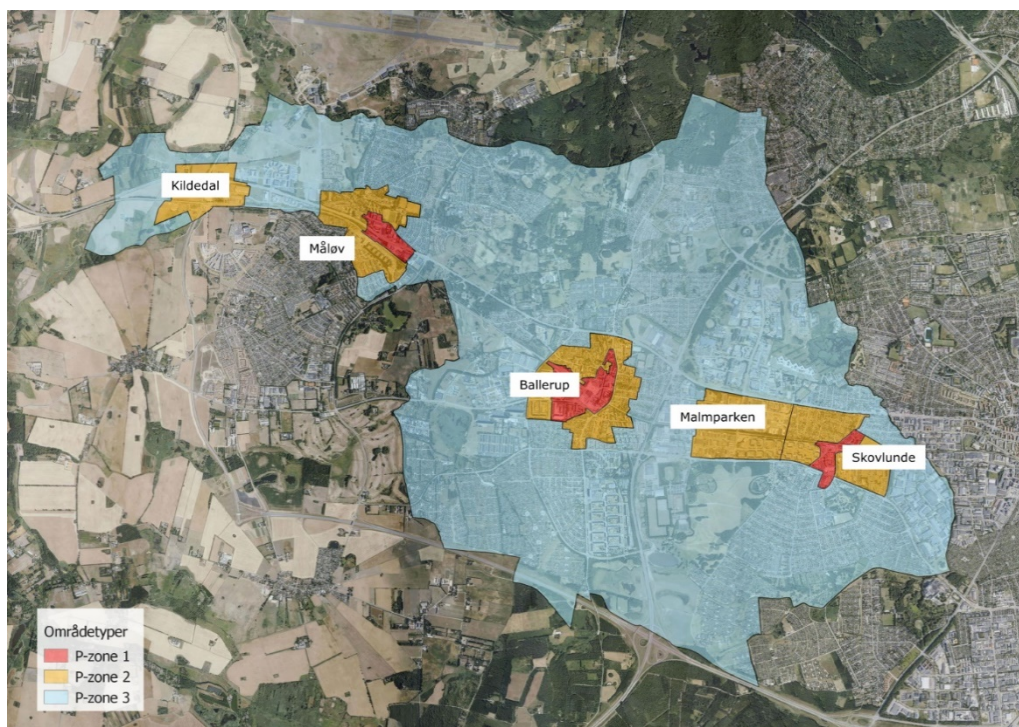 Kildedal
Måløv
Ballerup
Malmparken
Skovlunde
Områdetyper
P-zone 1
P-zone 2
P-zone 3